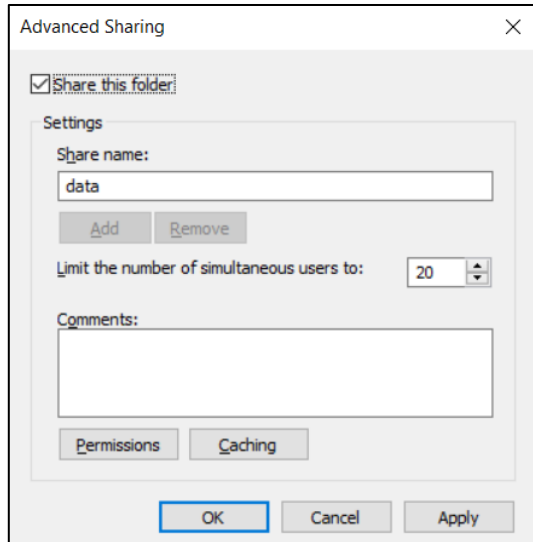 Advanced Sharing
Share this folder
Settings
Share name:
data
Add Remove
Limit the number of simultaneous users to: 20
Comments:
Permissions Caching
OK Cancel Apply